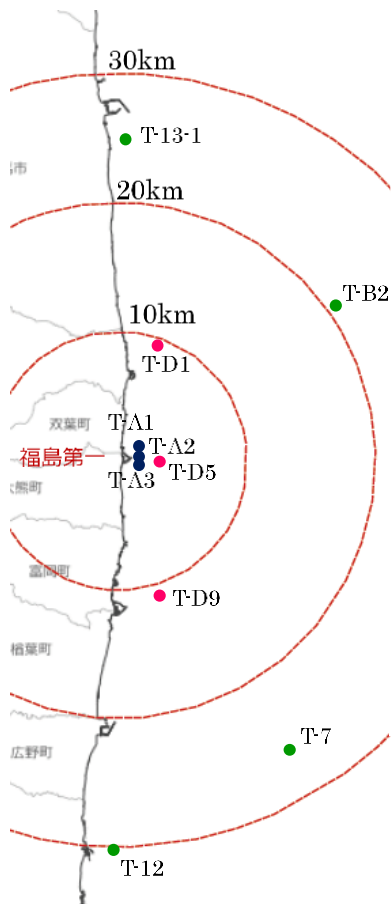 30km
T-13-1
市
20km
T-B2
10km
T-D1
双葉町
T-A1
T-A2
福島第一
T-A3
T-D5
大熊町
富岡町
T-D9
楢葉町
T-7
広野町
T-12